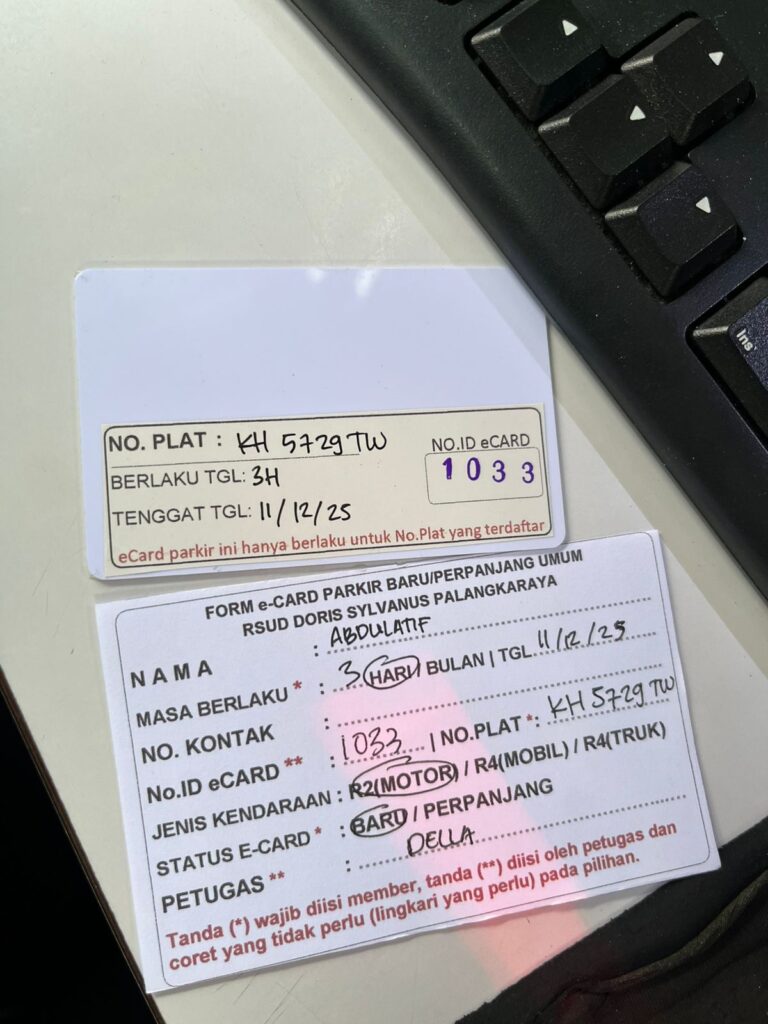 Ins
NO. PLAT : KH 5729 TW
NO.ID eCARD
BERLAKU TGL: 3H
1033
TENGGAT TGL: 11/12/25
eCard parkir ini hanya berlaku untuk No.Plat yang terdaftar
FORM e-CARD PARKIR BARU/PERPANJANG UMUM
RSUD DORIS SYLVANUS PALANGKARAYA
NAMA : ABDULATIF
MASA BERLAKU * : 3 HARI/ BULAN | TGL 11/12/25
NO. KONTAK :
No.ID eCARD ** : 1033 | NO.PLAT *: KH 5729 TW
JENIS KENDARAAN : R2(MOTOR) / R4(MOBIL) / R4(TRUK)
STATUS E-CARD * : BARU / PERPANJANG
PETUGAS ** : DELLA
Tanda (*) wajib diisi member, tanda (**) diisi oleh petugas dan
coret yang tidak perlu (lingkari yang perlu) pada pilihan.